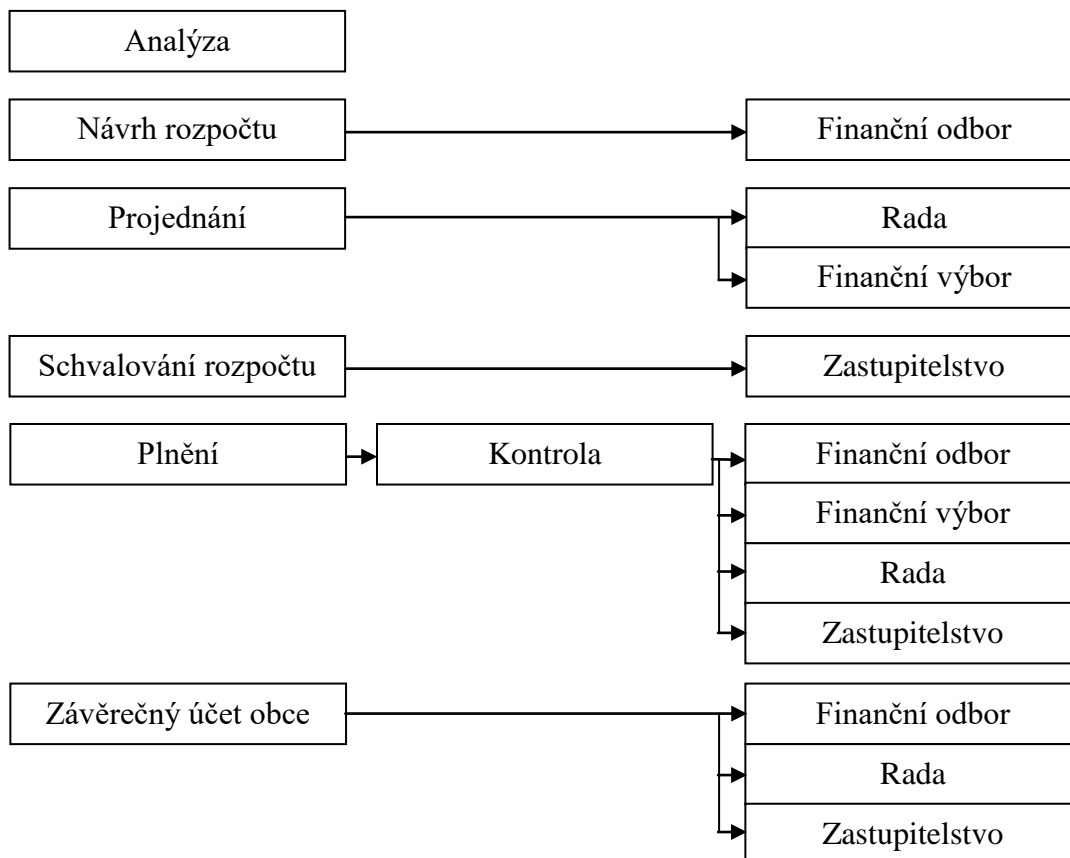 Analýza
Návrh rozpočtu
Finanční odbor
Projednání
Rada
Finanční výbor
Schvalování rozpočtu
Zastupitelstvo
Plnění
Kontrola
Finanční odbor
Finanční výbor
Rada
Zastupitelstvo
Závěrečný účet obce
Finanční odbor
Rada
Zastupitelstvo